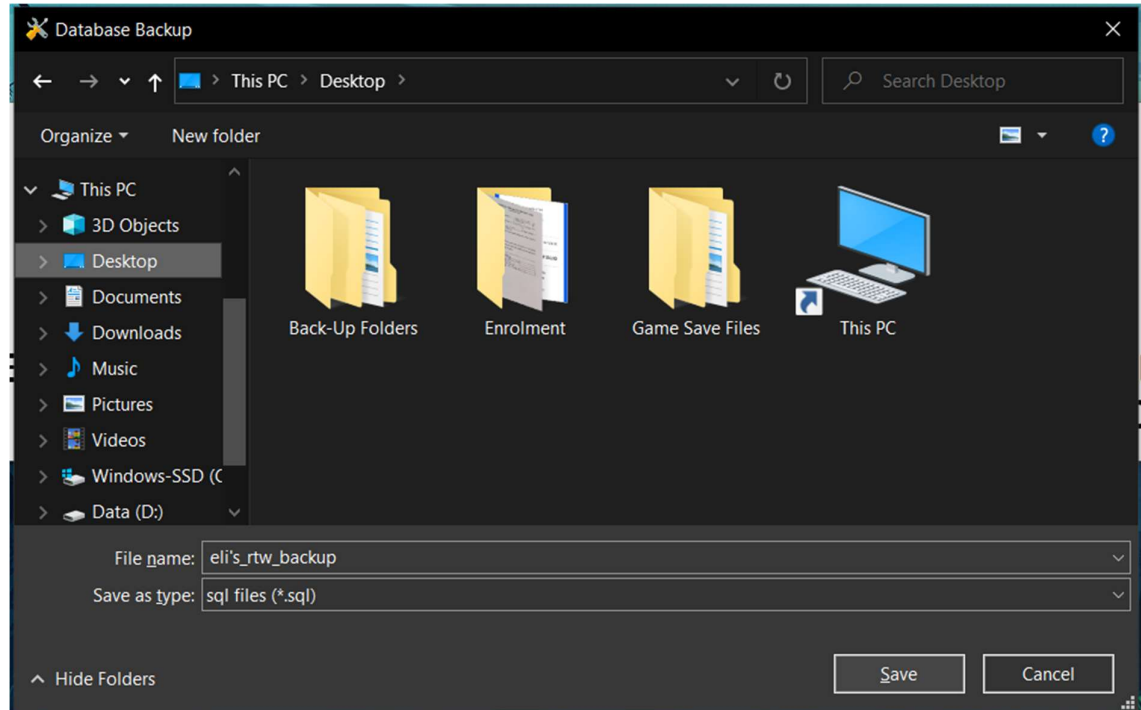 Database Backup
This PC > Desktop >
Search Desktop
Organize
New folder
?
This PC
3D Objects
Desktop
Documents
Downloads
Music
Pictures
Videos
Windows-SSD (C
Data (D:)
Back-Up Folders
Enrolment
Game Save Files
This PC
File name: eli's_rtw_backup
Save as type: sql files (*.sql)
Hide Folders
Save
Cancel